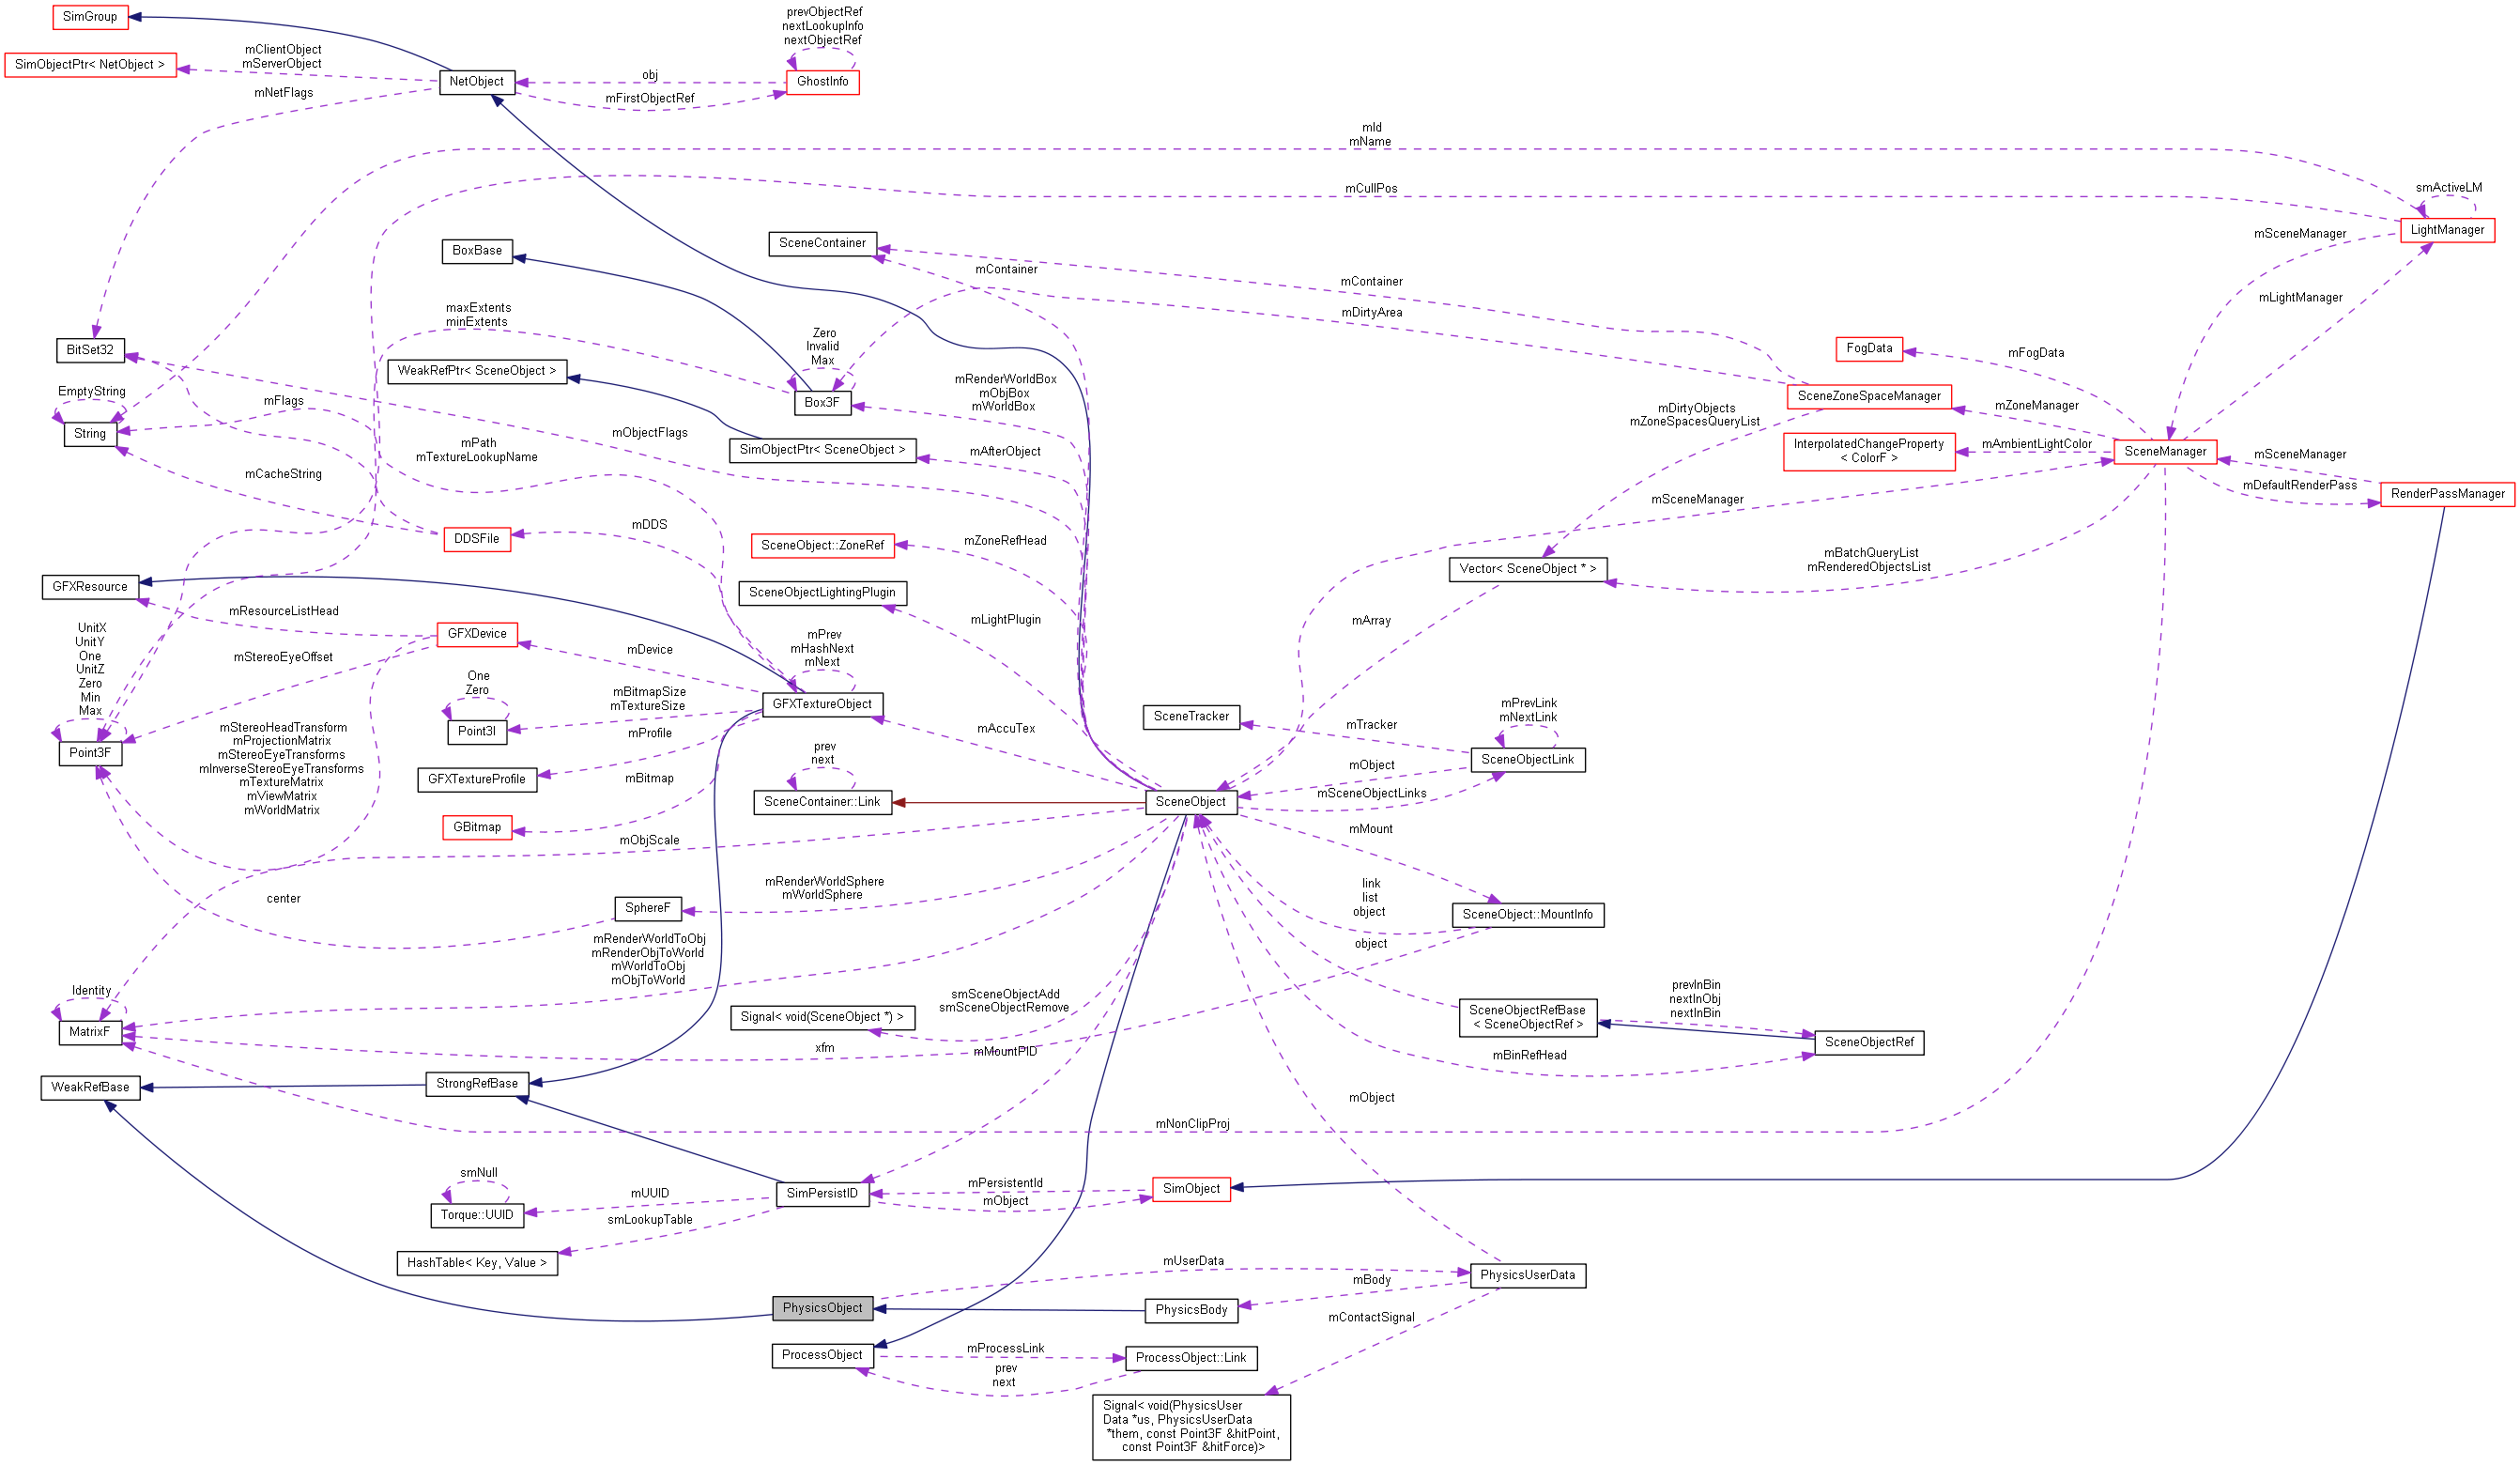 SimGroup
prevObjectRef
nextLookupInfo
nextObjectRef
mClientObject
mServerObject
SimObjectPtr< NetObject >
NetObject
obj
GhostInfo
mNetFlags
mFirstObjectRef
mId
mName
mCullPos
smActiveLM
LightManager
mSceneManager
SceneContainer
BoxBase
mContainer
mContainer
mLightManager
mDirtyArea
maxExtents
minExtents
Zero
Invalid
Max
BitSet32
FogData
mFogData
WeakRefPtr< SceneObject >
mRenderWorldBox
mObjBox
mWorldBox
EmptyString
mFlags
Box3F
SceneZoneSpaceManager
mZoneManager
mDirtyObjects
mZoneSpacesQueryList
String
mObjectFlags
mPath
mTextureLookupName
SimObjectPtr< SceneObject >
mAfterObject
InterpolatedChangeProperty
< ColorF >
mAmbientLightColor
SceneManager
mSceneManager
mCacheString
mSceneManager
mDefaultRenderPass
RenderPassManager
mDDS
DDSFile
SceneObject::ZoneRef
mZoneRefHead
mBatchQueryList
mRenderedObjectsList
Vector< SceneObject * >
GFXResource
SceneObjectLightingPlugin
mResourceListHead
mLightPlugin
mArray
UnitX
UnitY
One
UnitZ
Zero
Min
Max
GFXDevice
mStereoEyeOffset
mDevice
mPrev
mHashNext
mNext
One
Zero
mBitmapSize
mTextureSize
GFXTextureObject
mPrevLink
mNextLink
SceneTracker
mTracker
mStereoHeadTransform
mProjectionMatrix
mStereoEyeTransforms
mInverseStereoEyeTransforms
mTextureMatrix
mViewMatrix
mWorldMatrix
Point3I
mProfile
mAccuTex
Point3F
SceneObjectLink
mObject
GFXTextureProfile
mBitmap
prev
next
SceneContainer::Link
SceneObject
mSceneObjectLinks
GBitmap
mObjScale
mMount
mRenderWorldSphere
mWorldSphere
link
list
object
center
SphereF
SceneObject::MountInfo
mRenderWorldToObj
mRenderObjToWorld
mWorldToObj
mObjToWorld
object
Identity
smSceneObjectAdd
smSceneObjectRemove
prevInBin
nextInObj
nextInBin
Signal< void(SceneObject *) >
SceneObjectRefBase
< SceneObjectRef >
MatrixF
xfm
mMountPID
mBinRefHead
SceneObjectRef
WeakRefBase
StrongRefBase
mObject
mNonClipProj
smNull
mUUID
SimPersistID
mPersistentId
mObject
SimObject
Torque::UUID
smLookupTable
HashTable< Key, Value >
mUserData
mBody
PhysicsUserData
PhysicsObject
PhysicsBody
mContactSignal
ProcessObject
mProcessLink
ProcessObject::Link
prev
next
Signal< void(PhysicsUser
Data *us, PhysicsUserData
*them, const Point3F &hitPoint,
const Point3F &hitForce)>